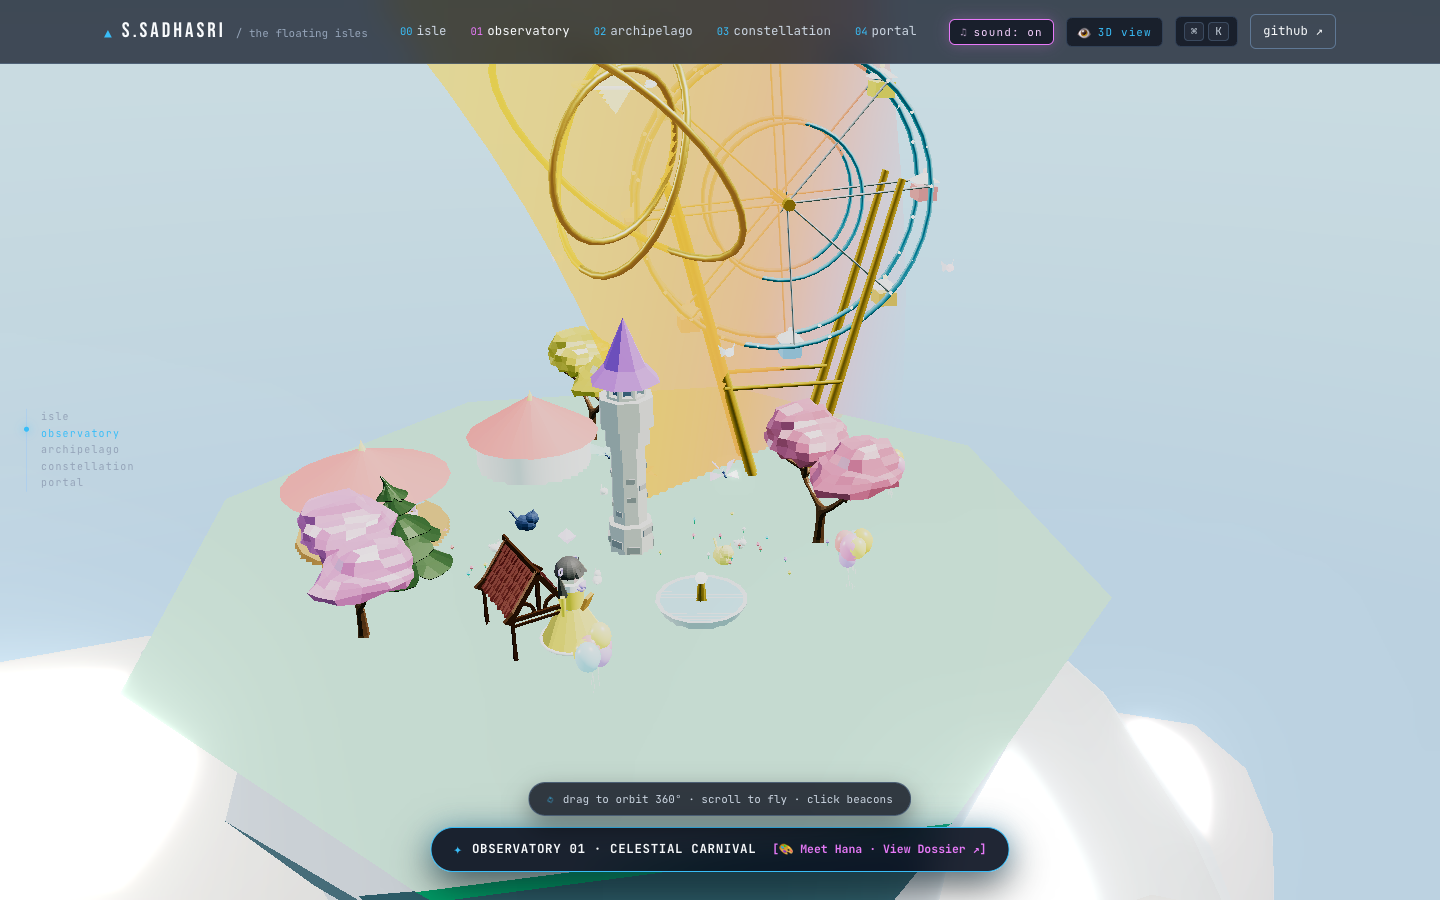 ▲ S.SADHASRI / the floating isles
00 isle
01 observatory
02 archipelago
03 constellation
04 portal
♫ sound: on
👁 3D view
⌘ K
github ↗
isle
observatory
archipelago
constellation
portal
drag to orbit 360° · scroll to fly · click beacons
✦ OBSERVATORY 01 · CELESTIAL CARNIVAL [🎨 Meet Hana · View Dossier ↗]